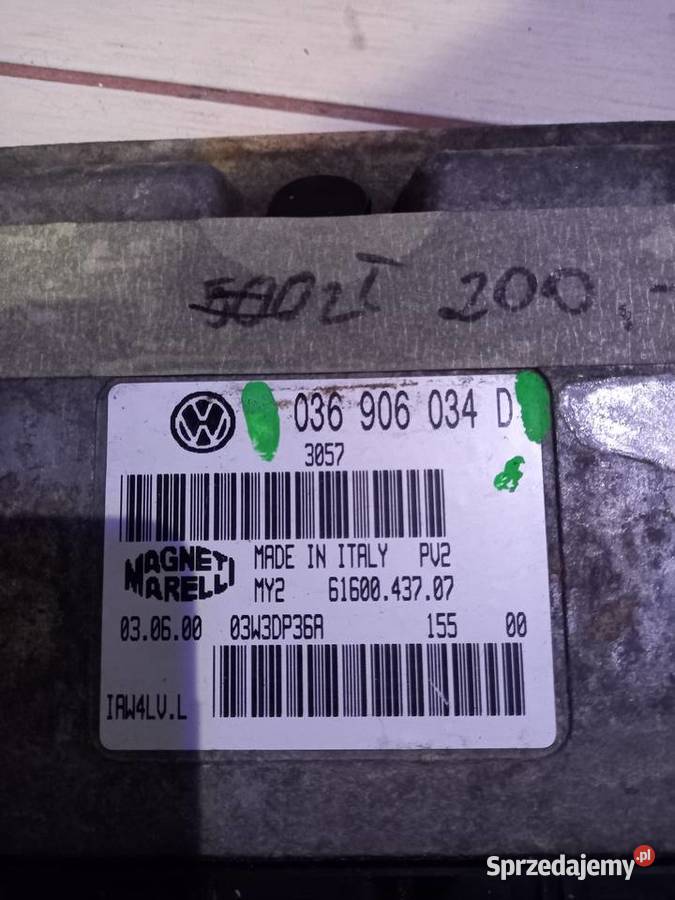 500zł 200,-
036 906 034 D
3057
MAGNETI MARELLI
MADE IN ITALY PV2
MY2 61600.437.07
03.06.00 03W3DP36A 155 00
IAW4LV.L
Sprzedajemy.pl